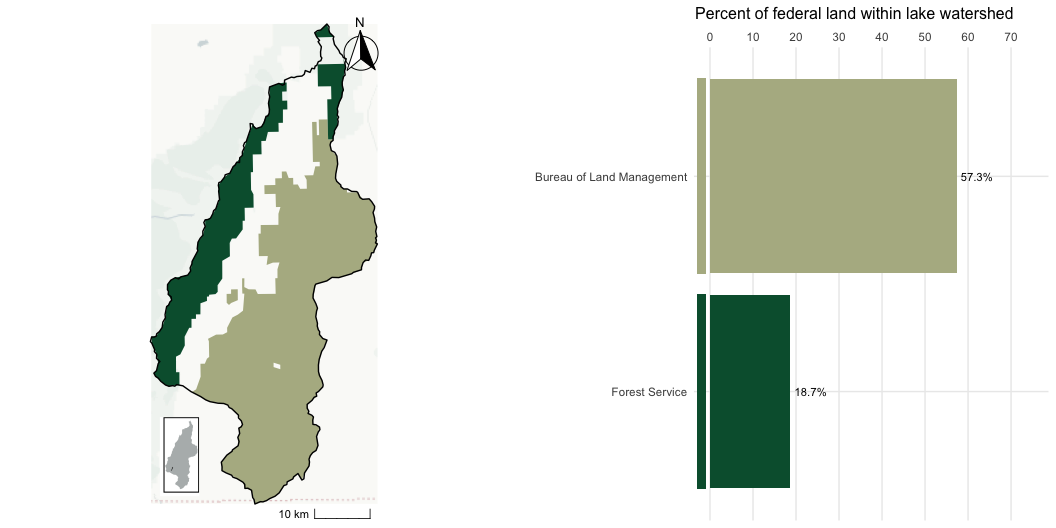 N
10 km
Percent of federal land within lake watershed
0 10 20 30 40 50 60 70
Bureau of Land Management 57.3%
Forest Service 18.7%